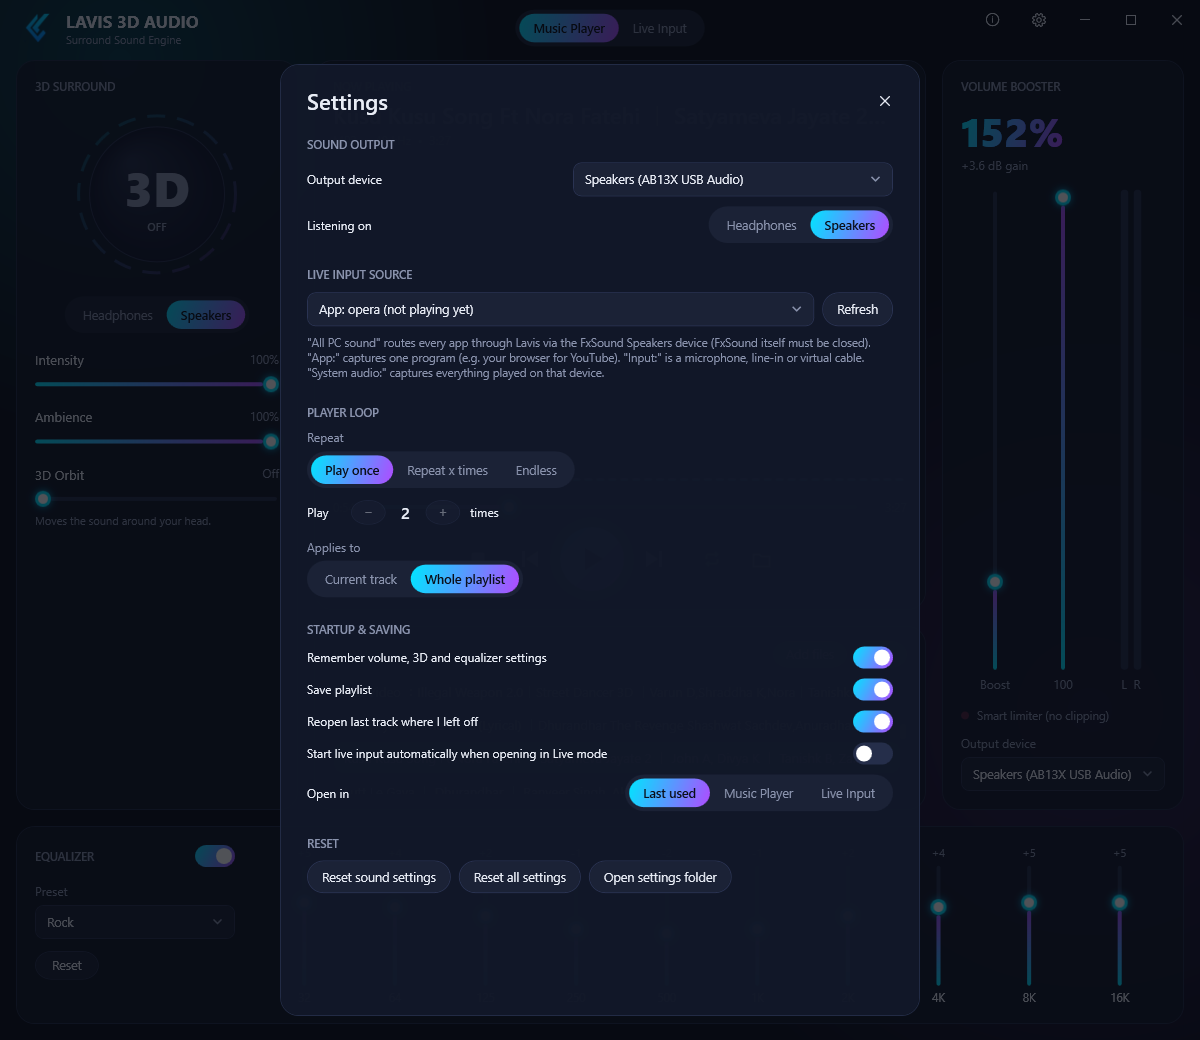 LAVIS 3D AUDIO
Surround Sound Engine
Music Player
Live Input
3D SURROUND
3D
OFF
Headphones
Speakers
Intensity
100%
Ambience
100%
3D Orbit
Off
Moves the sound around your head.
Settings
SOUND OUTPUT
Output device
Speakers (AB13X USB Audio)
Listening on
Headphones
Speakers
LIVE INPUT SOURCE
App: opera (not playing yet)
Refresh
"All PC sound" routes every app through Lavis via the FxSound Speakers device (FxSound itself must be closed).
"App:" captures one program (e.g. your browser for YouTube). "Input:" is a microphone, line-in or virtual cable.
"System audio:" captures everything played on that device.
PLAYER LOOP
Repeat
Play once
Repeat x times
Endless
Play
−
2
+
times
Applies to
Current track
Whole playlist
STARTUP & SAVING
Remember volume, 3D and equalizer settings
Save playlist
Reopen last track where I left off
Start live input automatically when opening in Live mode
Open in
Last used
Music Player
Live Input
RESET
Reset sound settings
Reset all settings
Open settings folder
VOLUME BOOSTER
152%
+3.6 dB gain
Boost
100
L R
Smart limiter (no clipping)
Output device
Speakers (AB13X USB Audio)
EQUALIZER
Preset
Rock
Reset
+4
+5
+5
4K
8K
16K